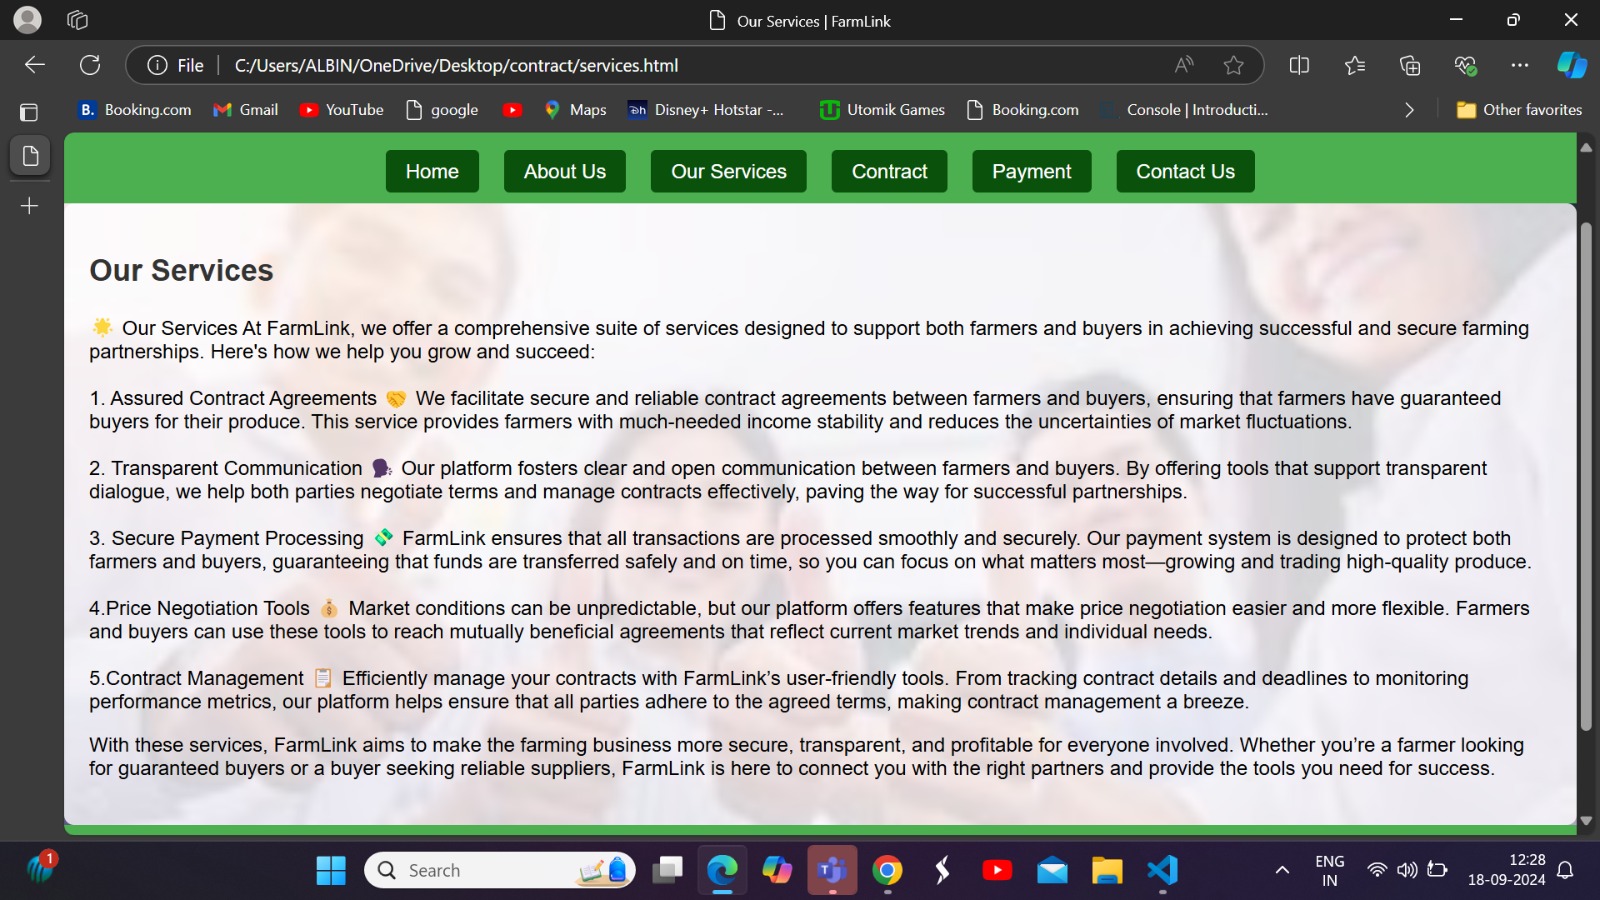 Our Services | FarmLink
File C:/Users/ALBIN/OneDrive/Desktop/contract/services.html
B. Booking.com Gmail YouTube google Maps Disney+ Hotstar -... Utomik Games Booking.com Console | Introducti... Other favorites
Home About Us Our Services Contract Payment Contact Us
Our Services
🌟 Our Services At FarmLink, we offer a comprehensive suite of services designed to support both farmers and buyers in achieving successful and secure farming
partnerships. Here's how we help you grow and succeed:
1. Assured Contract Agreements 🤝 We facilitate secure and reliable contract agreements between farmers and buyers, ensuring that farmers have guaranteed
buyers for their produce. This service provides farmers with much-needed income stability and reduces the uncertainties of market fluctuations.
2. Transparent Communication 🗣️ Our platform fosters clear and open communication between farmers and buyers. By offering tools that support transparent
dialogue, we help both parties negotiate terms and manage contracts effectively, paving the way for successful partnerships.
3. Secure Payment Processing 💸 FarmLink ensures that all transactions are processed smoothly and securely. Our payment system is designed to protect both
farmers and buyers, guaranteeing that funds are transferred safely and on time, so you can focus on what matters most—growing and trading high-quality produce.
4.Price Negotiation Tools 💰 Market conditions can be unpredictable, but our platform offers features that make price negotiation easier and more flexible. Farmers
and buyers can use these tools to reach mutually beneficial agreements that reflect current market trends and individual needs.
5.Contract Management 📋 Efficiently manage your contracts with FarmLink’s user-friendly tools. From tracking contract details and deadlines to monitoring
performance metrics, our platform helps ensure that all parties adhere to the agreed terms, making contract management a breeze.
With these services, FarmLink aims to make the farming business more secure, transparent, and profitable for everyone involved. Whether you’re a farmer looking
for guaranteed buyers or a buyer seeking reliable suppliers, FarmLink is here to connect you with the right partners and provide the tools you need for success.
1 Search ENG 12:28
IN 18-09-2024